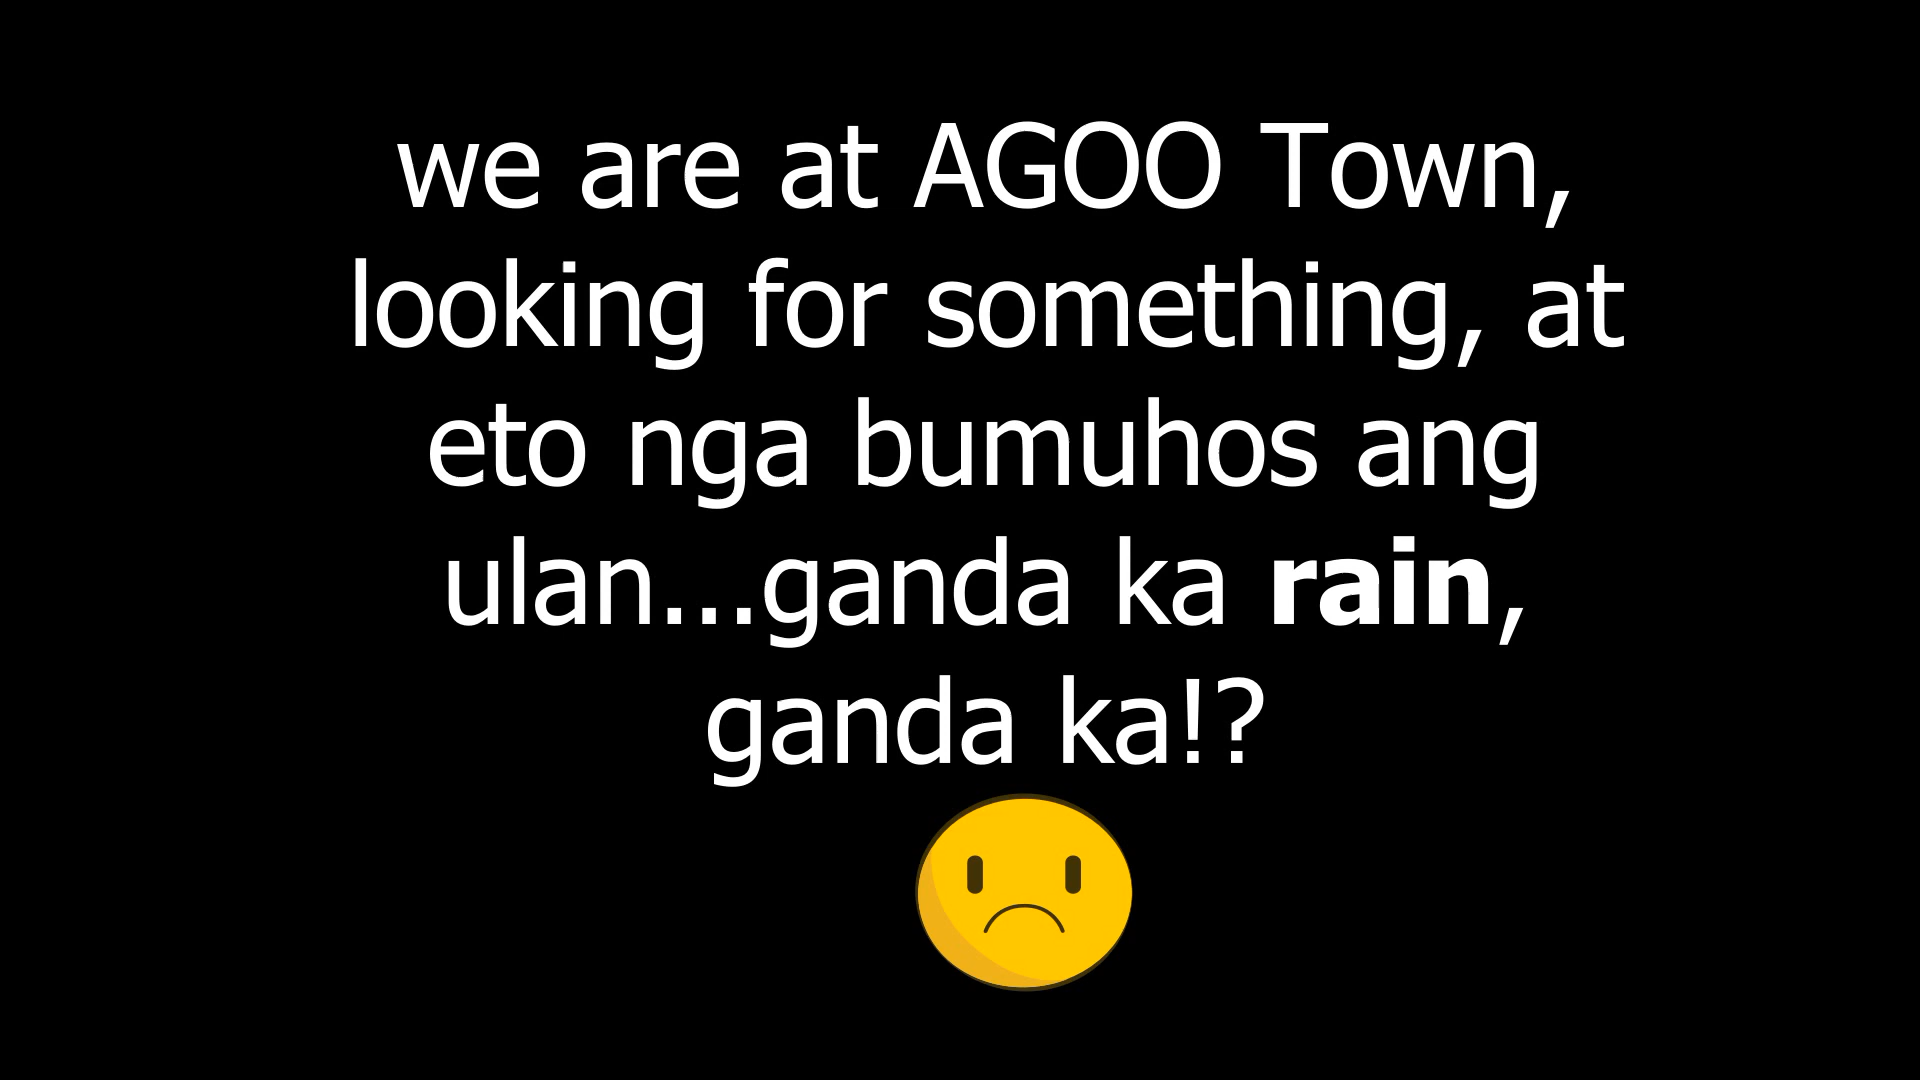 we are at AGOO Town,
looking for something, at
eto nga bumuhos ang
ulan...ganda ka rain,
ganda ka!?